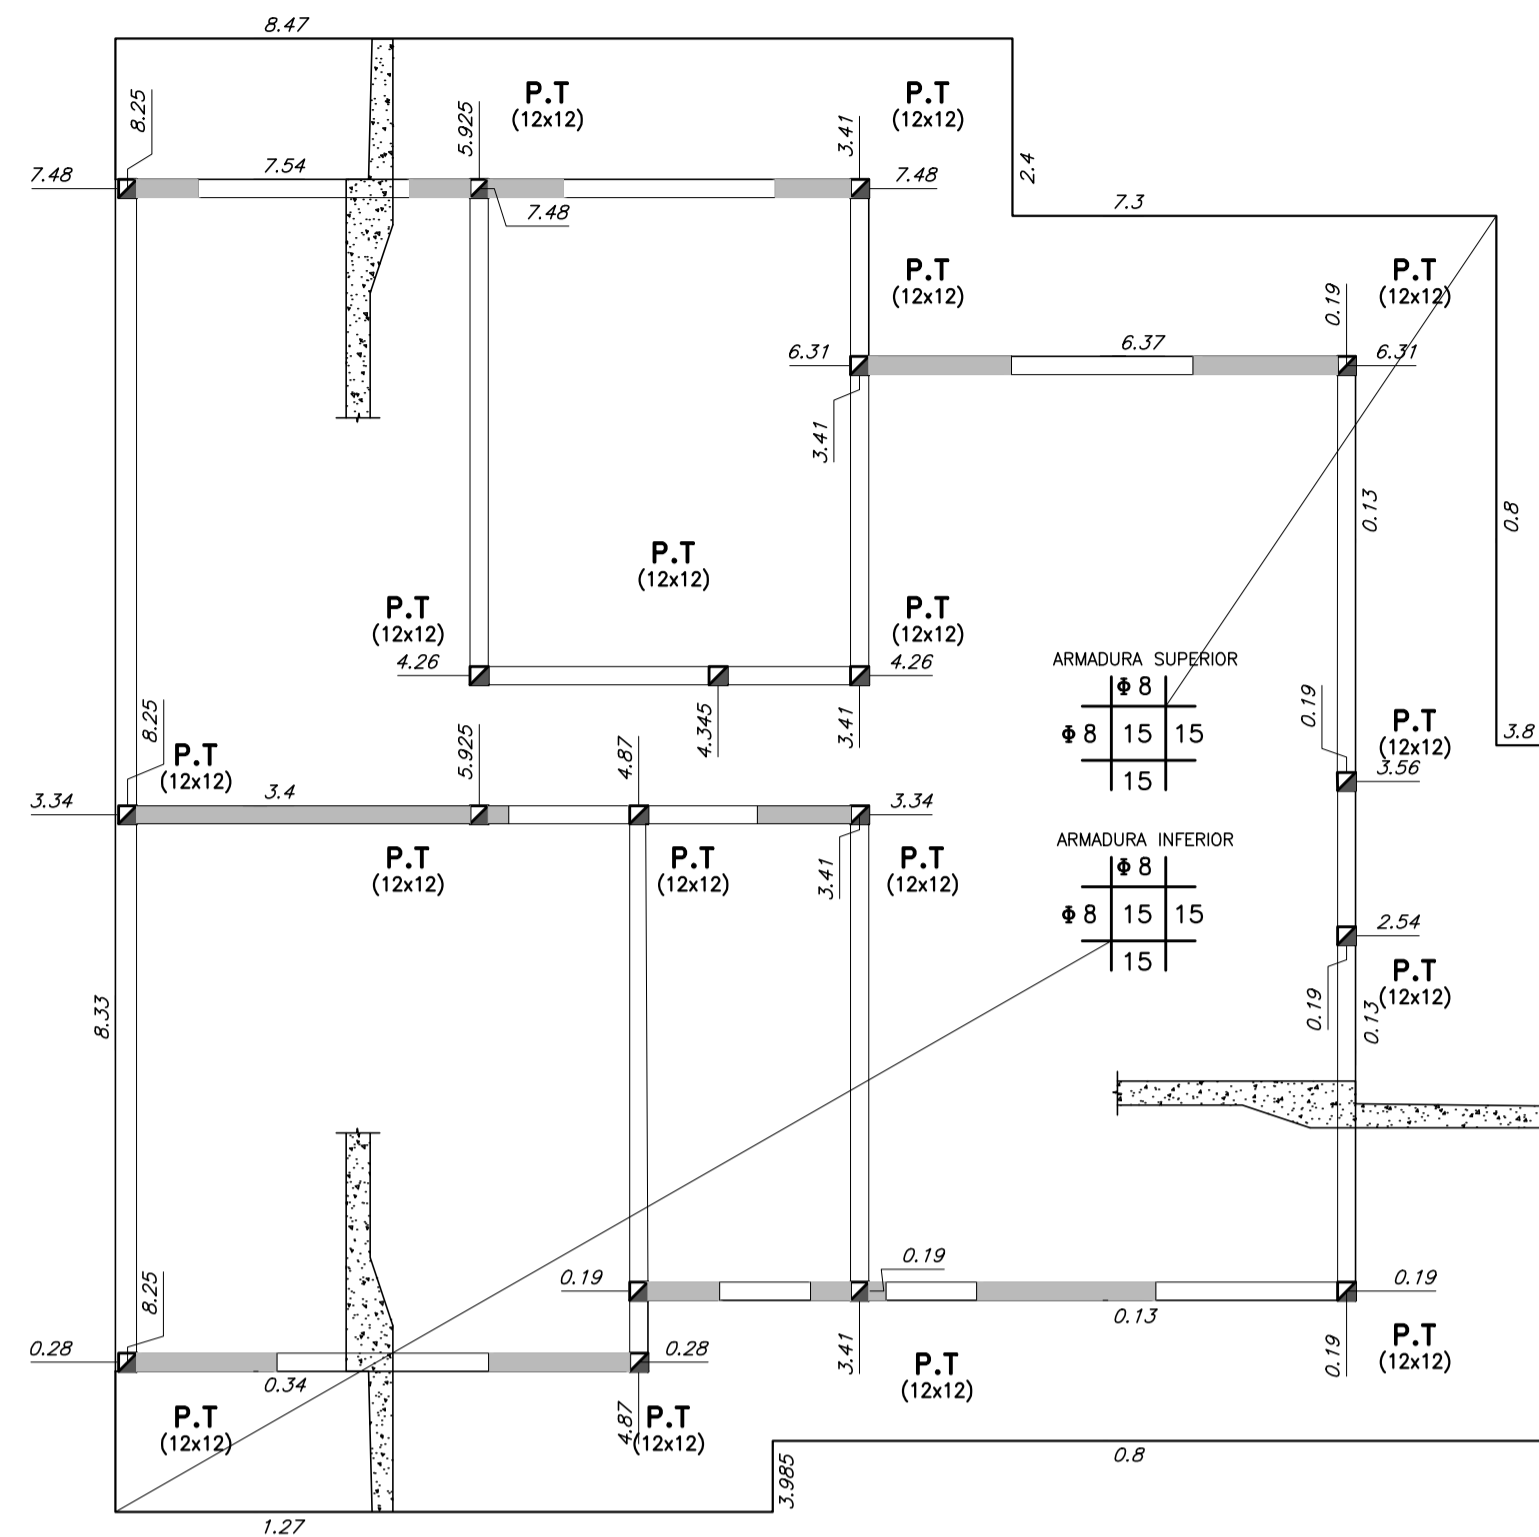 8.47
P.T
(12x12)
P.T
(12x12)
8.25
5.925
3.41
7.48
7.54
7.48
7.48
2.4
7.3
P.T
(12x12)
P.T
(12x12)
0.19
6.31
6.37
6.31
3.41
0.13
0.8
P.T
(12x12)
P.T
(12x12)
P.T
(12x12)
4.26
4.26
ARMADURA SUPERIOR
Φ 8
Φ 8 15 15
15
8.25
5.925
4.87
4.345
3.41
0.19
P.T
(12x12)
3.56
3.8
P.T
(12x12)
3.34
3.4
3.34
P.T
(12x12)
P.T
(12x12)
3.41
P.T
(12x12)
ARMADURA INFERIOR
Φ 8
Φ 8 15 15
15
2.54
P.T
(12x12)
0.19
0.13
8.33
8.25
0.19
0.19
0.19
0.13
0.28
0.34
0.28
3.41
0.19
P.T
(12x12)
P.T
(12x12)
P.T
(12x12)
4.87
P.T
(12x12)
3.985
0.8
1.27